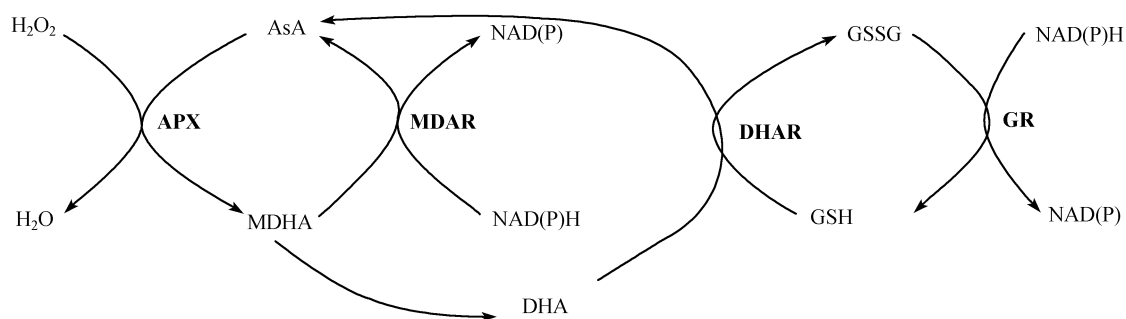 H₂O₂ AsA NAD(P) GSSG NAD(P)H
APX MDAR DHAR GR
H₂O MDHA NAD(P)H GSH NAD(P)
DHA